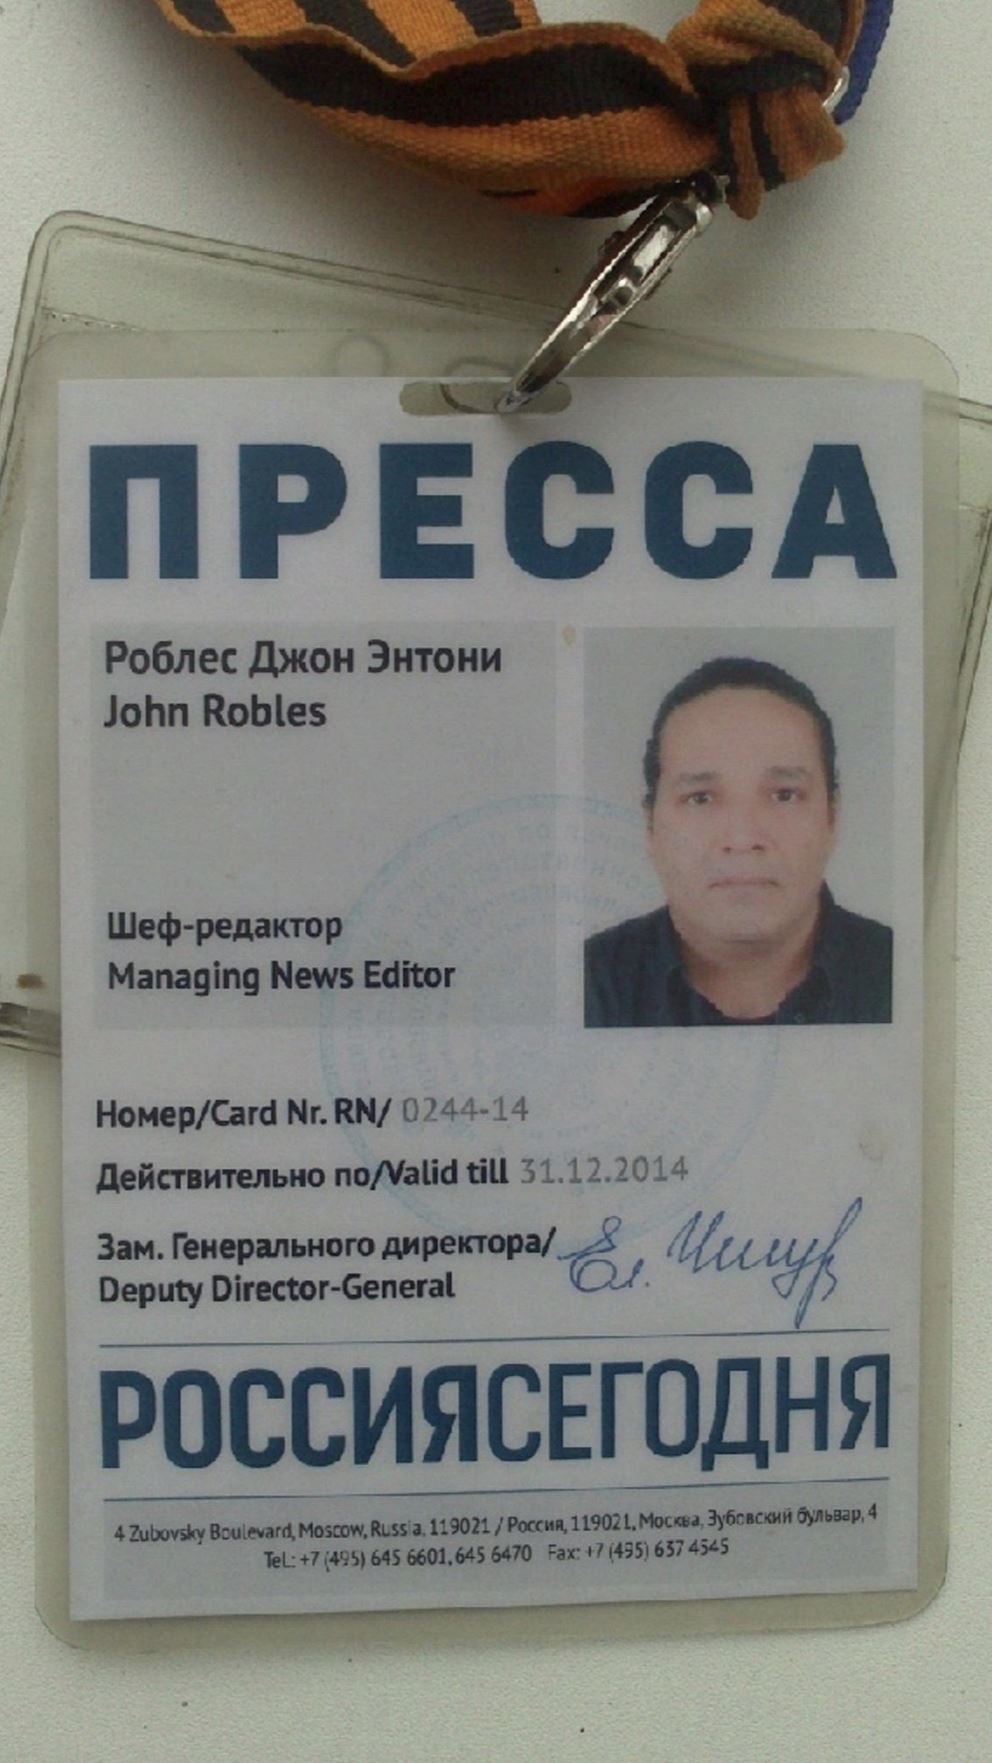 ПРЕССА
Роблес Джон Энтони
John Robles
Шеф-редактор
Managing News Editor
Номер/Card Nr. RN/ 0244-14
Действительно по/Valid till 31.12.2014
Зам. Генерального директора/
Deputy Director-General
РОССИЯСЕГОДНЯ
4 Zubovsky Boulevard, Moscow, Russia, 119021 / Россия, 119021, Москва, Зубовский бульвар, 4
Tel.: +7 (495) 645 6601, 645 6470 Fax: +7 (495) 637 4545